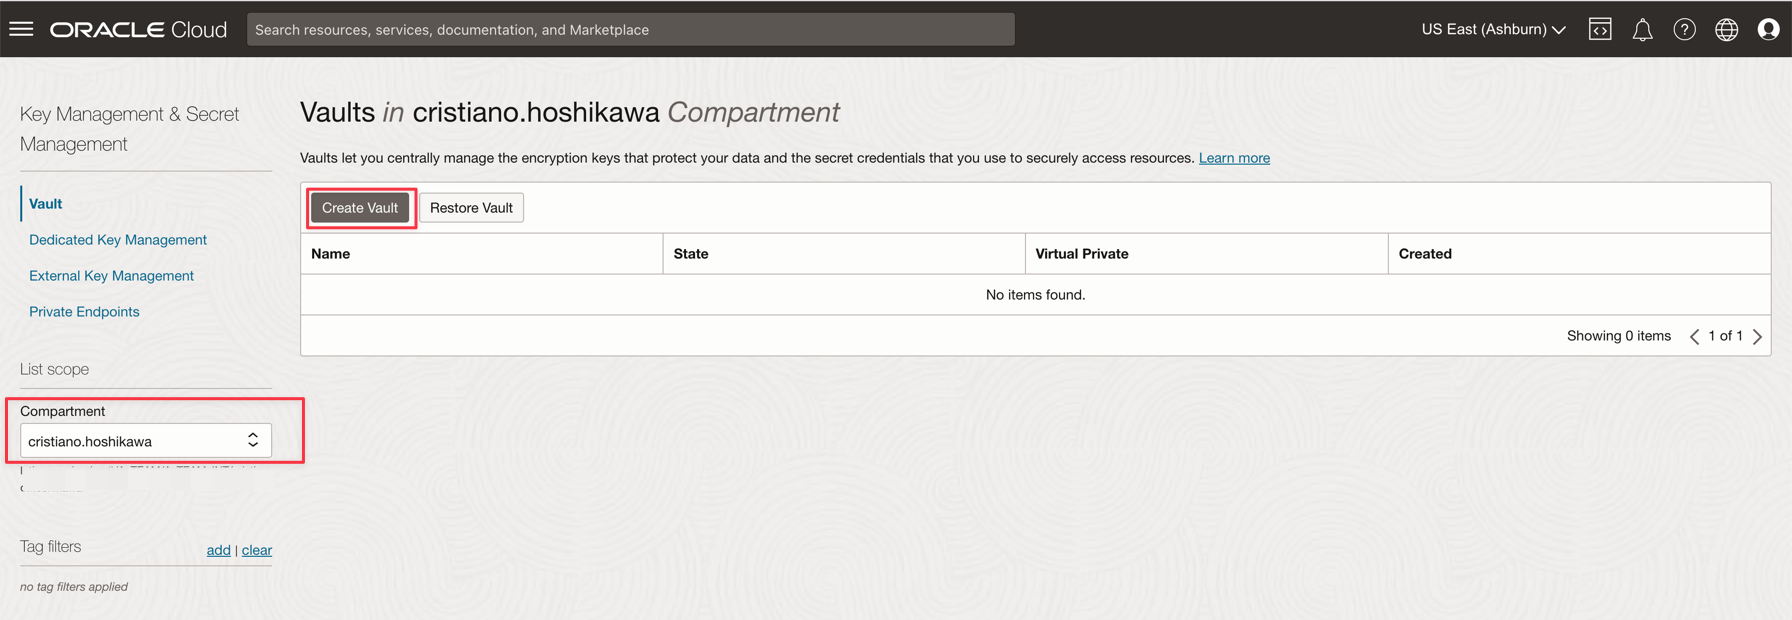 ORACLE Cloud
Search resources, services, documentation, and Marketplace
US East (Ashburn)
Key Management & Secret
Management
Vault
Dedicated Key Management
External Key Management
Private Endpoints
List scope
Compartment
cristiano.hoshikawa
Tag filters
add | clear
no tag filters applied
Vaults in cristiano.hoshikawa Compartment
Vaults let you centrally manage the encryption keys that protect your data and the secret credentials that you use to securely access resources. Learn more
Create Vault Restore Vault
Name State Virtual Private Created
No items found.
Showing 0 items < 1 of 1 >